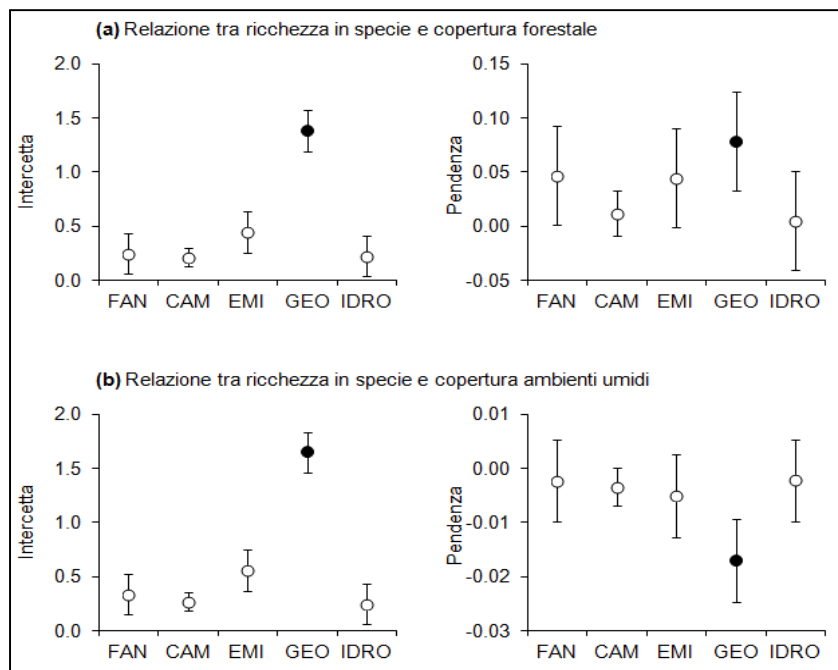 (a) Relazione tra ricchezza in specie e copertura forestale
Intercetta
2.0
1.5
1.0
0.5
0.0
FAN CAM EMI GEO IDRO
Pendenza
0.15
0.10
0.05
0.00
-0.05
FAN CAM EMI GEO IDRO
(b) Relazione tra ricchezza in specie e copertura ambienti umidi
Intercetta
2.0
1.5
1.0
0.5
0.0
FAN CAM EMI GEO IDRO
Pendenza
0.01
0.00
-0.01
-0.02
-0.03
FAN CAM EMI GEO IDRO